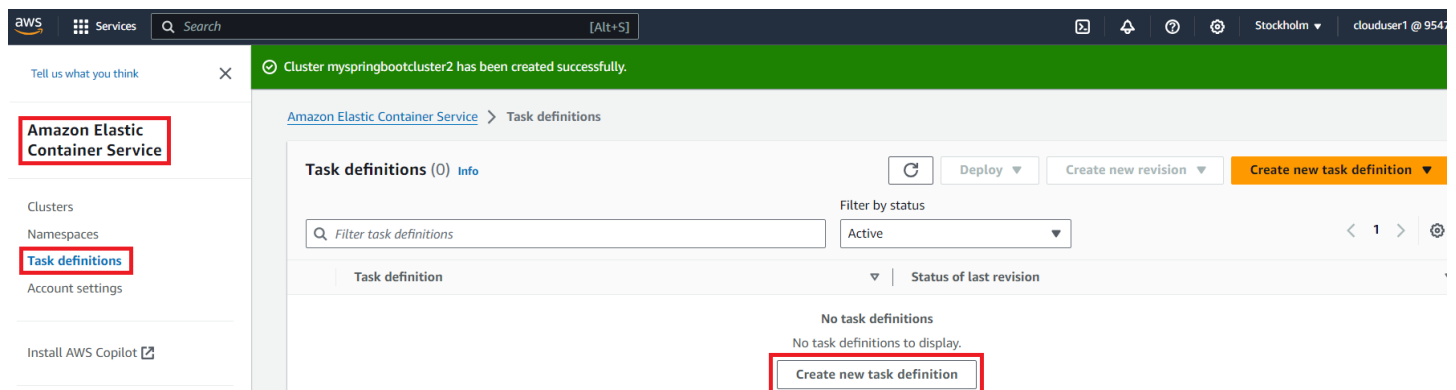 aws
Services
Search
[Alt+S]
Stockholm
clouduser1 @ 9547
Tell us what you think
Cluster myspringbootcluster2 has been created successfully.
Amazon Elastic Container Service
Amazon Elastic Container Service > Task definitions
Task definitions (0) Info
Deploy
Create new revision
Create new task definition
Filter by status
Clusters
Namespaces
Task definitions
Account settings
Filter task definitions
Active
1
Task definition
Status of last revision
No task definitions
No task definitions to display.
Create new task definition
Install AWS Copilot